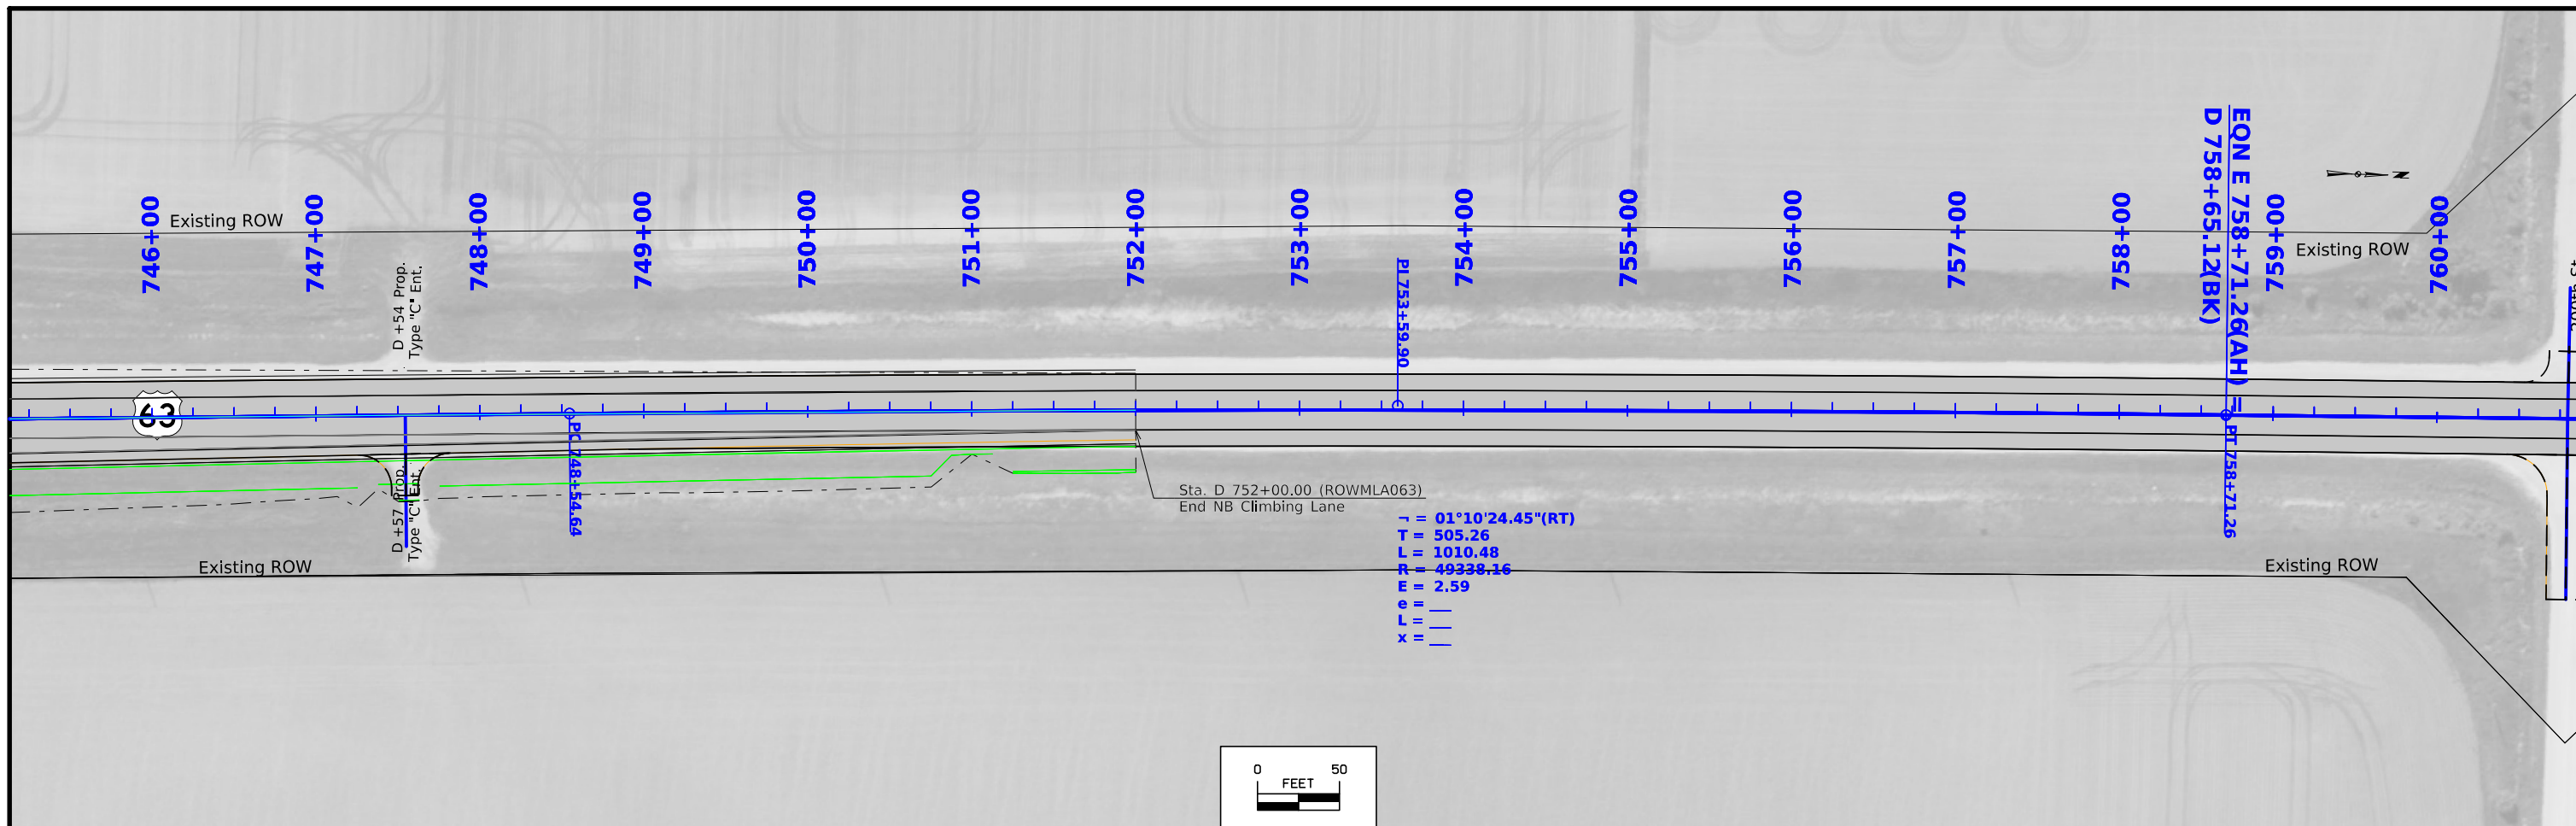 746+00
747+00
748+00
749+00
750+00
751+00
752+00
753+00
754+00
755+00
756+00
757+00
758+00
D 758+65.12(BK)
EQN E 758+71.26(AH) =
759+00
760+00
N
Existing ROW
Existing ROW
D +54 Prop.
Type "C" Ent.
PI 753+59.90
63
PC 748+54.64
PT 758+71.26
D +57 Prop.
Type "C" Ent.
Sta. D 752+00.00 (ROWMLA063)
End NB Climbing Lane
¬ = 01°10'24.45"(RT)
T = 505.26
L = 1010.48
R = 49338.16
E = 2.59
e = ___
L = ___
x = ___
Existing ROW
Existing ROW
0 50
FEET